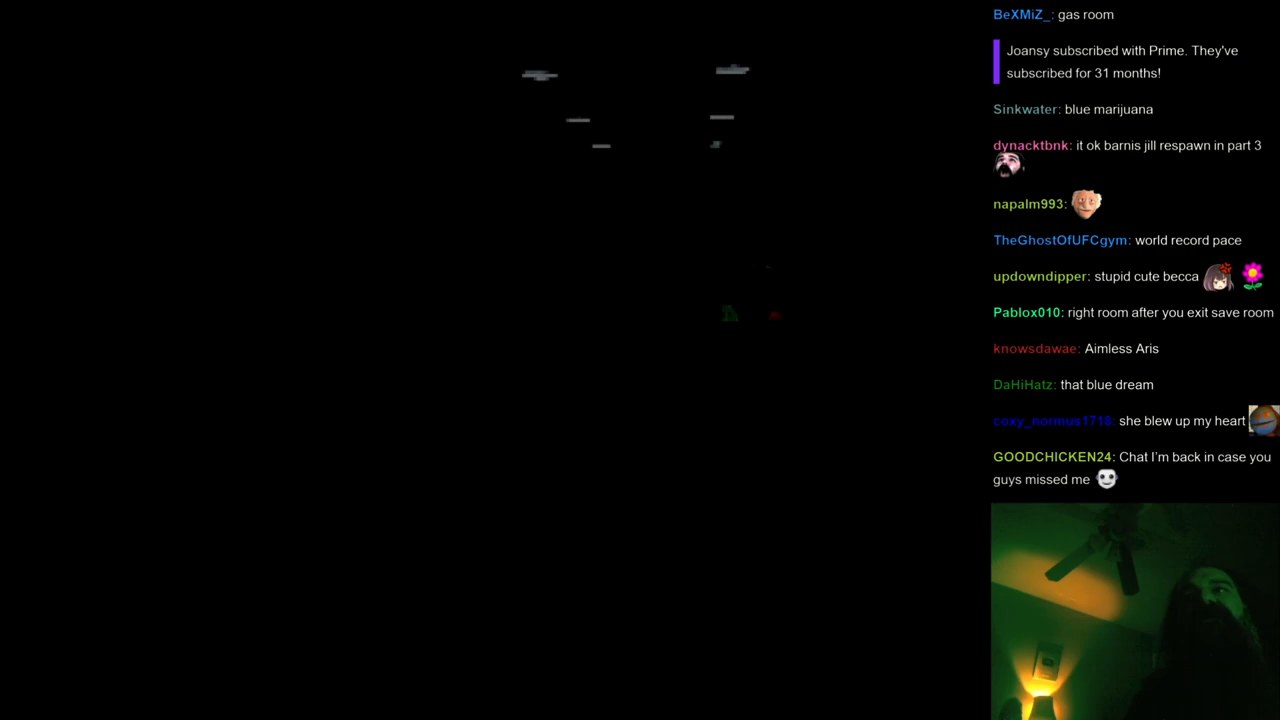 BeXMiZ_: gas room
Joansy subscribed with Prime. They've
subscribed for 31 months!
Sinkwater: blue marijuana
dynacktbnk: it ok barnis jill respawn in part 3
napalm993:
TheGhostOfUFCgym: world record pace
updowndipper: stupid cute becca
Pablox010: right room after you exit save room
knowsdawae: Aimless Aris
DaHiHatz: that blue dream
coxy_normus1718: she blew up my heart
GOODCHICKEN24: Chat I'm back in case you
guys missed me